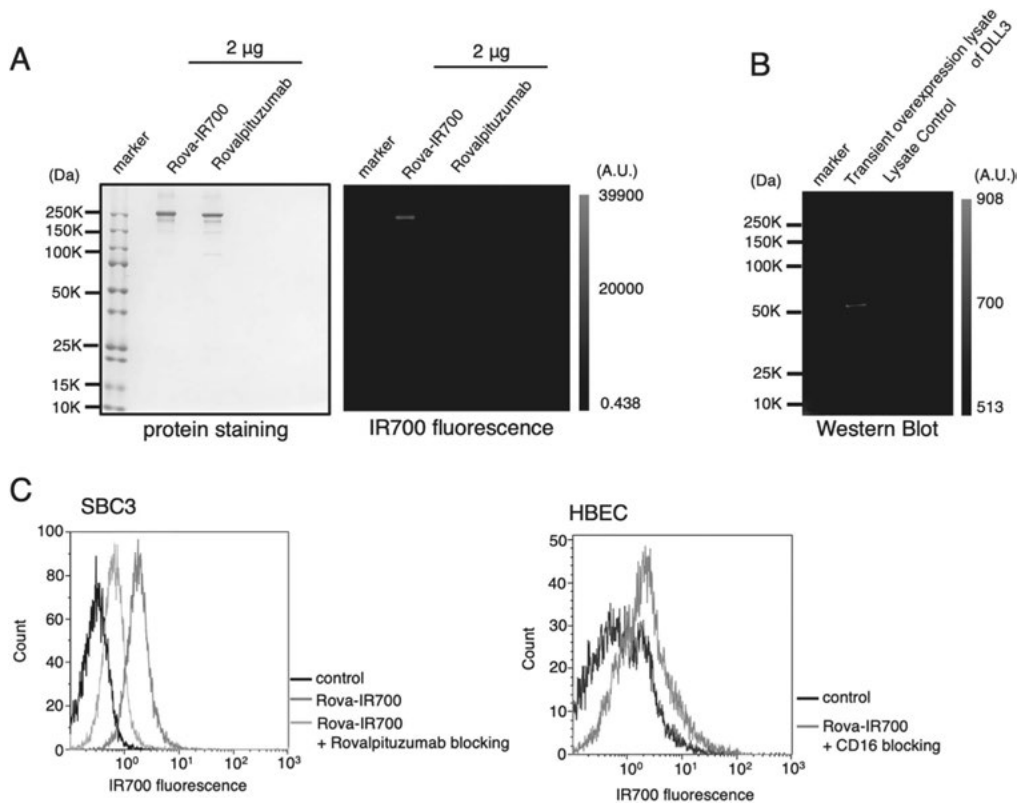 A
2 µg
marker
Rova-IR700
Rovalpituzumab
(Da)
250K
150K
100K
50K
25K
15K
10K
protein staining
2 µg
marker
Rova-IR700
Rovalpituzumab
(A.U.)
39900
20000
0.438
IR700 fluorescence
B
marker
Transient overexpression lysate
of DLL3
Lysate Control
(Da)
250K
150K
100K
50K
25K
10K
(A.U.)
908
700
513
Western Blot
C
SBC3
Count
100
80
60
40
20
0
10⁰
10¹
10²
10³
IR700 fluorescence
control
Rova-IR700
Rova-IR700
+ Rovalpituzumab blocking
HBEC
Count
50
40
30
20
10
0
10⁰
10¹
10²
10³
IR700 fluorescence
control
Rova-IR700
+ CD16 blocking